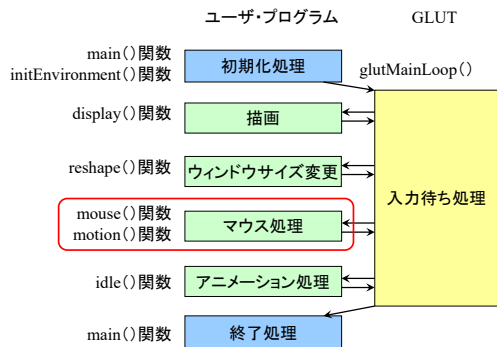 ユーザ・プログラム
GLUT
main()関数
initEnvironment()関数
初期化処理
glutMainLoop()
display()関数
描画
reshape()関数
ウィンドウサイズ変更
入力待ち処理
mouse()関数
motion()関数
マウス処理
idle()関数
アニメーション処理
main()関数
終了処理